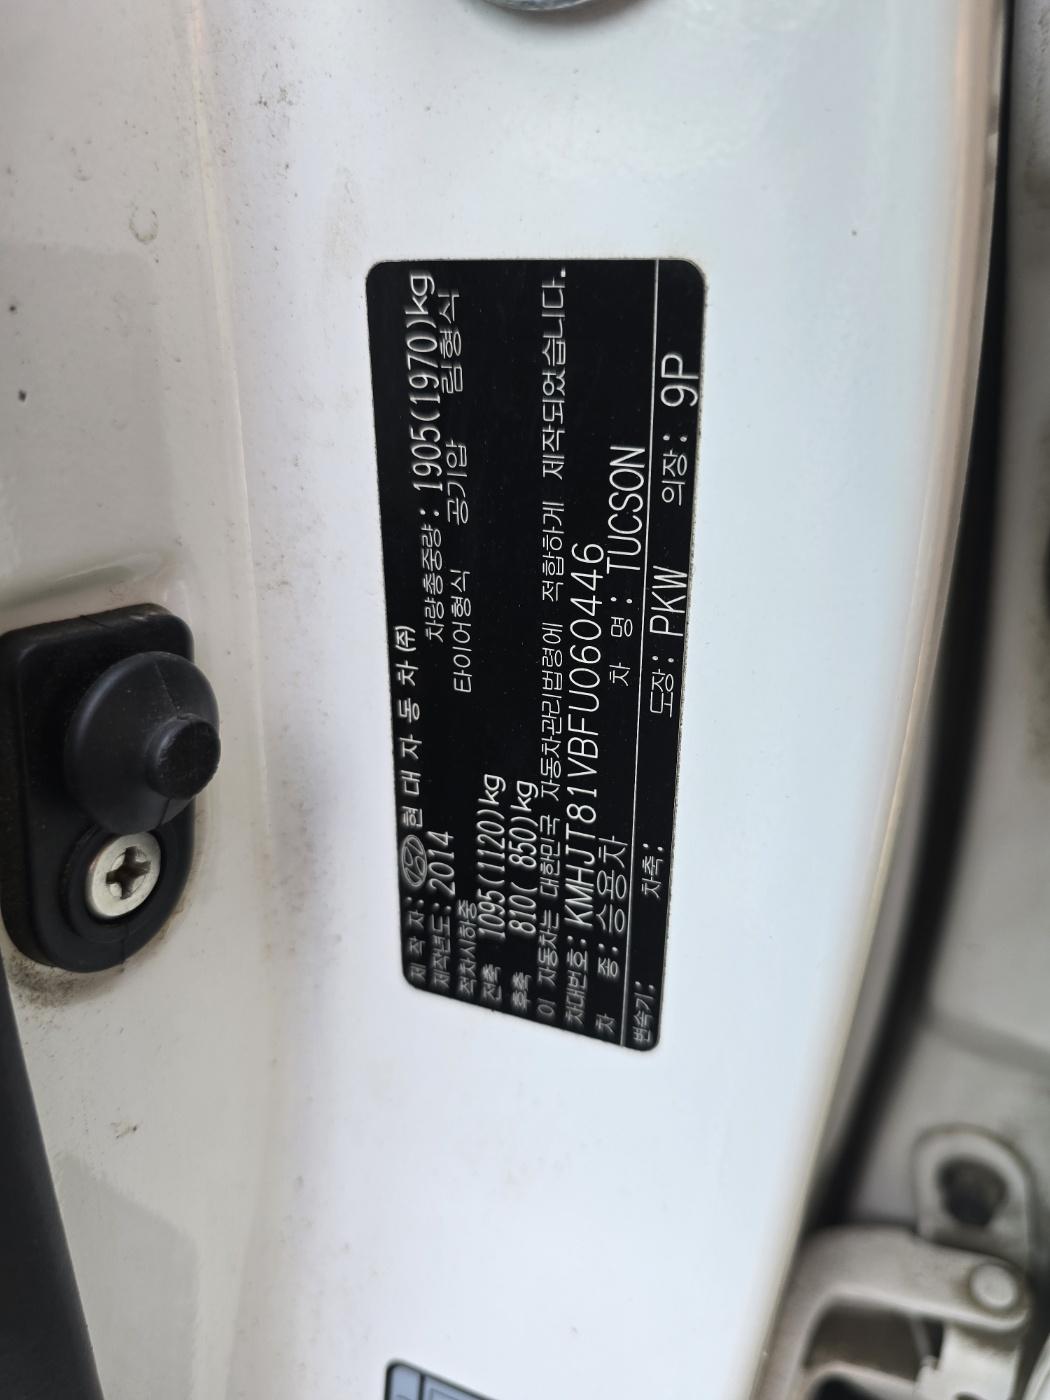 제 작 자: 현 대 자 동 차 (주)
제작년도: 2014 차량총중량: 1905(1970)kg
적차시하중 타이어형식 공기압 림형식
전축 1095(1120)kg
후축 810( 850)kg
이 자동차는 대한민국 자동차관리법령에 적합하게 제작되었습니다.
차대번호: KMHJT81VBFU060446
차 종: 승용차 차 명: TUCSON
변속기: 차축: 도장: PKW 의장: 9P